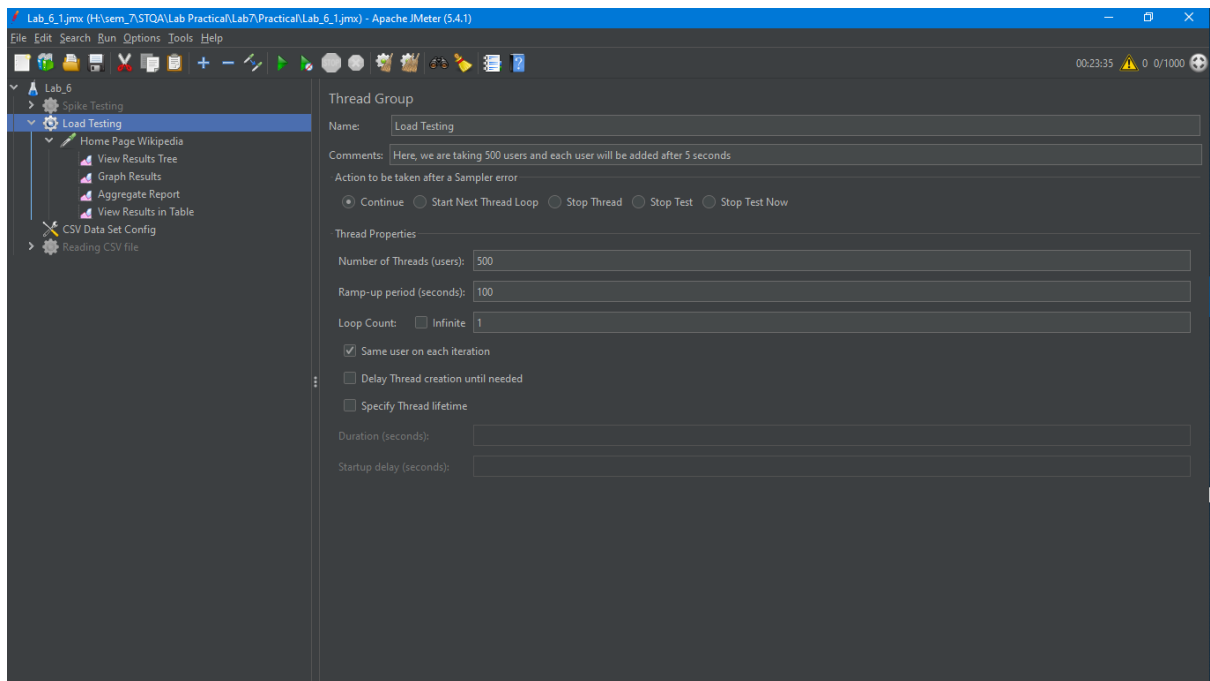 Lab_6_1.jmx (H:\sem_7\STQA\Lab Practical\Lab7\Practical\Lab_6_1.jmx) - Apache JMeter (5.4.1)
File Edit Search Run Options Tools Help
00:23:35 0 0/1000
Lab_6
Spike Testing
Load Testing
Home Page Wikipedia
View Results Tree
Graph Results
Aggregate Report
View Results in Table
CSV Data Set Config
Reading CSV file
Thread Group
Name: Load Testing
Comments: Here, we are taking 500 users and each user will be added after 5 seconds
Action to be taken after a Sampler error
Continue Start Next Thread Loop Stop Thread Stop Test Stop Test Now
Thread Properties
Number of Threads (users): 500
Ramp-up period (seconds): 100
Loop Count: Infinite 1
Same user on each iteration
Delay Thread creation until needed
Specify Thread lifetime
Duration (seconds):
Startup delay (seconds):